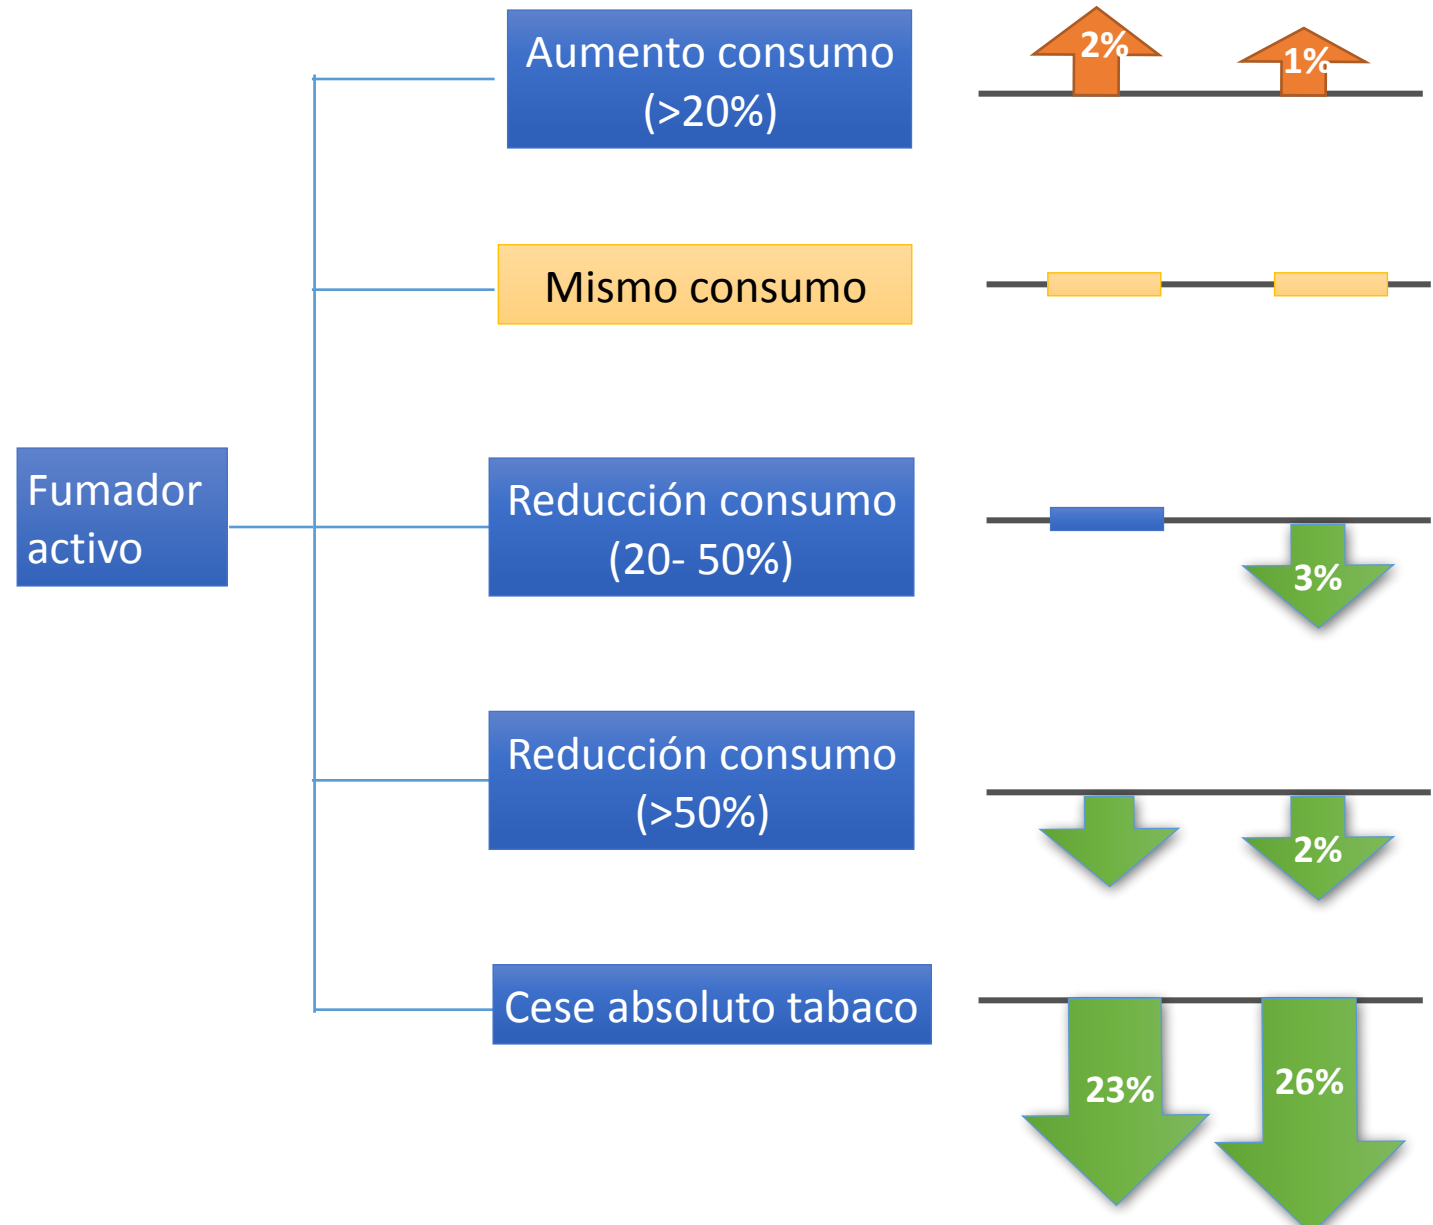 Aumento consumo
(>20%)
2%
1%
Mismo consumo
Fumador
activo
Reducción consumo
(20- 50%)
3%
Reducción consumo
(>50%)
2%
Cese absoluto tabaco
23%
26%